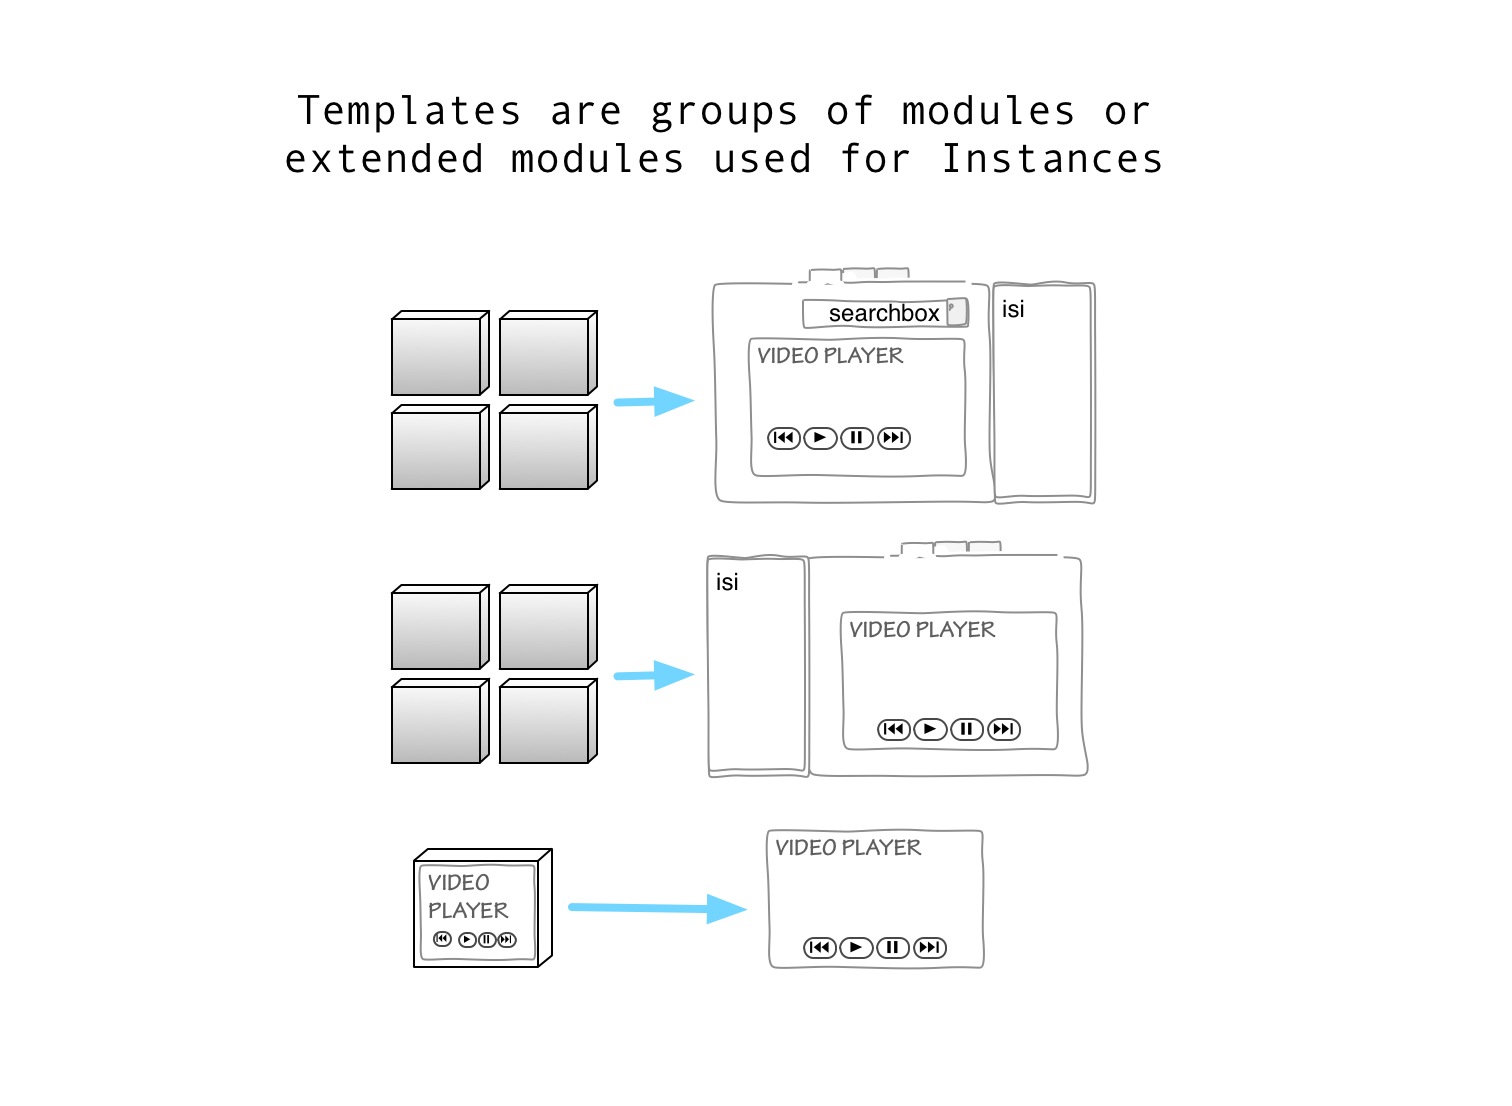 Templates are groups of modules or
extended modules used for Instances
searchbox
isi
VIDEO PLAYER
isi
VIDEO PLAYER
VIDEO
PLAYER
VIDEO PLAYER